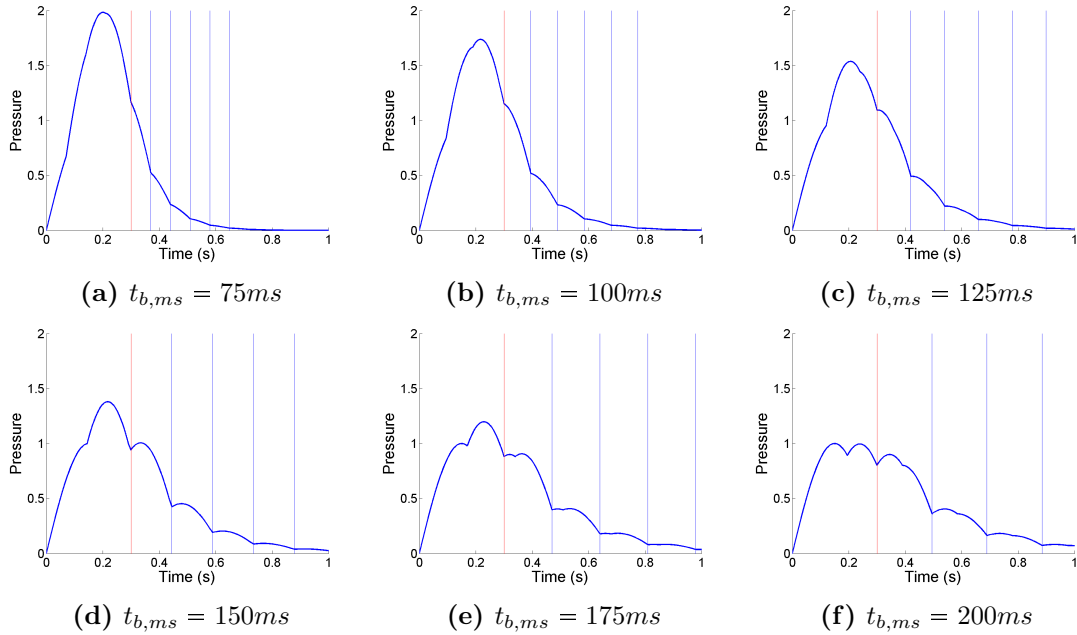 2
2
2
1.5
1.5
1.5
Pressure
1
Pressure
1
Pressure
1
0.5
0.5
0.5
0
0
0
0 0.2 0.4 0.6 0.8 1
0 0.2 0.4 0.6 0.8 1
0 0.2 0.4 0.6 0.8 1
Time (s)
Time (s)
Time (s)
(a) t_{b,ms} = 75ms
(b) t_{b,ms} = 100ms
(c) t_{b,ms} = 125ms
2
2
2
1.5
1.5
1.5
Pressure
1
Pressure
1
Pressure
1
0.5
0.5
0.5
0
0
0
0 0.2 0.4 0.6 0.8 1
0 0.2 0.4 0.6 0.8 1
0 0.2 0.4 0.6 0.8 1
Time (s)
Time (s)
Time (s)
(d) t_{b,ms} = 150ms
(e) t_{b,ms} = 175ms
(f) t_{b,ms} = 200ms